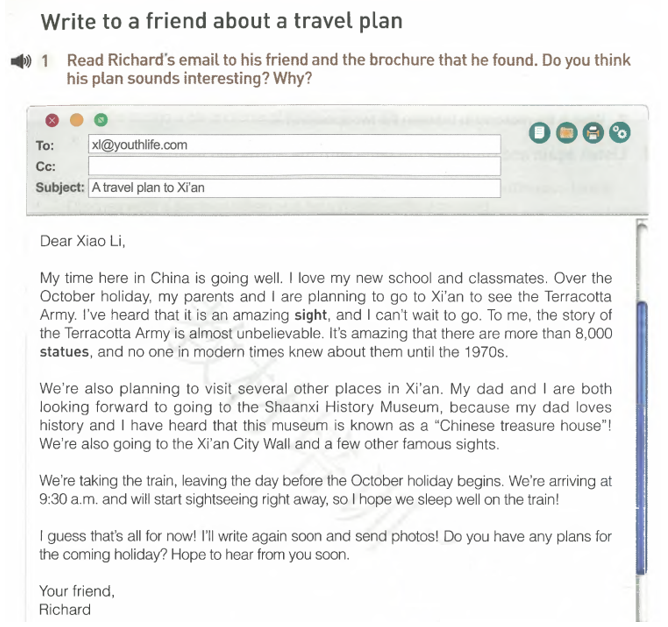 Write to a friend about a travel plan
1 Read Richard's email to his friend and the brochure that he found. Do you think
his plan sounds interesting? Why?
To: xl@youthlife.com
Cc:
Subject: A travel plan to Xi'an
Dear Xiao Li,
My time here in China is going well. I love my new school and classmates. Over the
October holiday, my parents and I are planning to go to Xi'an to see the Terracotta
Army. I've heard that it is an amazing sight, and I can't wait to go. To me, the story of
the Terracotta Army is almost unbelievable. It's amazing that there are more than 8,000
statues, and no one in modern times knew about them until the 1970s.
We're also planning to visit several other places in Xi'an. My dad and I are both
looking forward to going to the Shaanxi History Museum, because my dad loves
history and I have heard that this museum is known as a “Chinese treasure house”!
We're also going to the Xi'an City Wall and a few other famous sights.
We're taking the train, leaving the day before the October holiday begins. We're arriving at
9:30 a.m. and will start sightseeing right away, so I hope we sleep well on the train!
I guess that's all for now! I'll write again soon and send photos! Do you have any plans for
the coming holiday? Hope to hear from you soon.
Your friend,
Richard